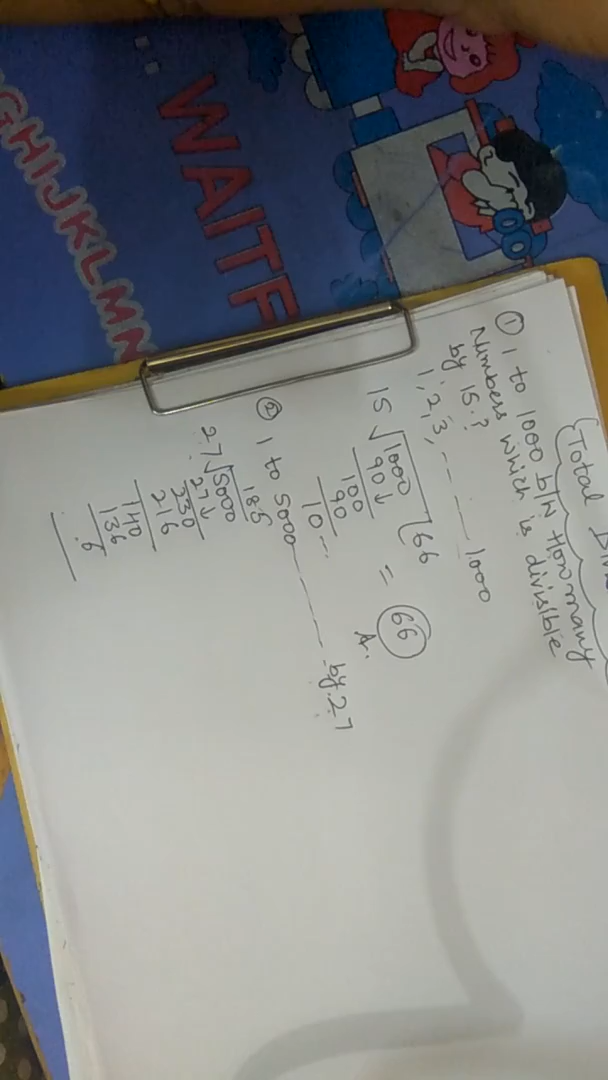 {Total
① 1 to 1000 b/w How many
Numbers which is divisible
by 15.?
1, 2, 3, ---- 1000
15 √1000 66 = 66 A.
90↓
100
90
10...
② 1 to 5000 ------ by 27
185
27 √5000
27↓
230
216
140
136
6
WAITF
GHIJKLMN